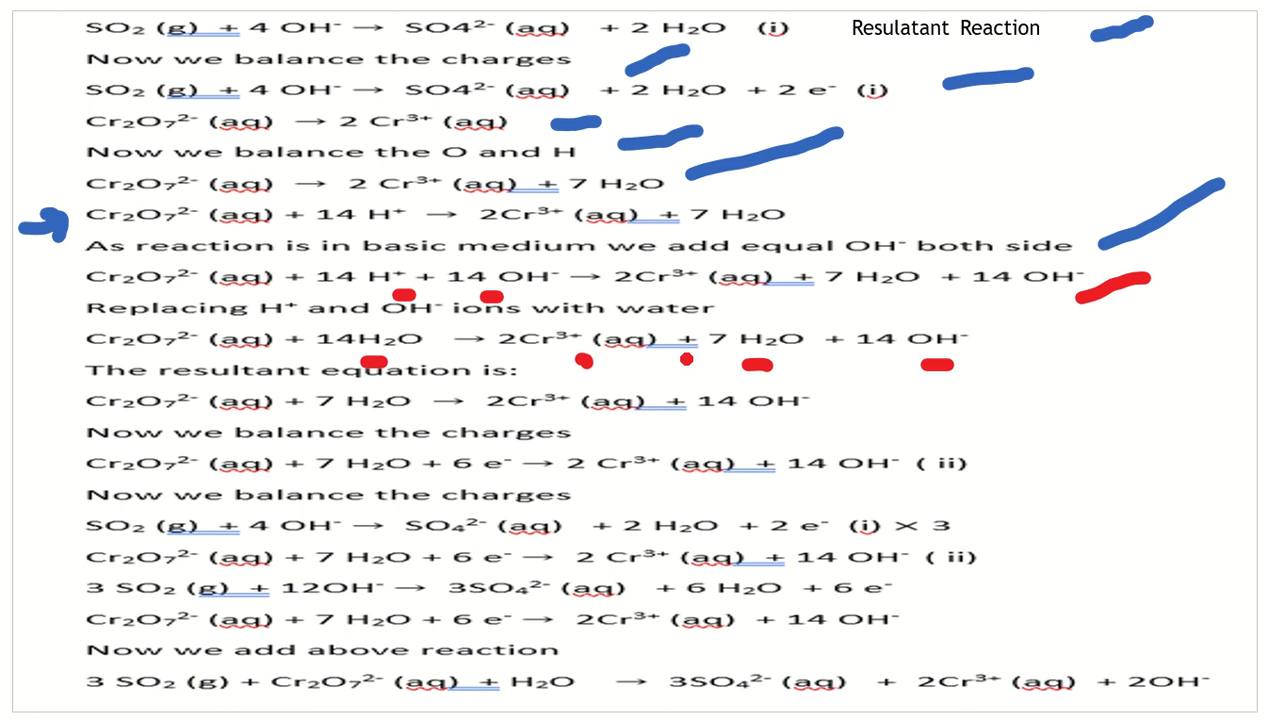 SO₂ (g) + 4 OH⁻ → SO4²⁻ (aq) + 2 H₂O (i) Resulatant Reaction
Now we balance the charges
SO₂ (g) + 4 OH⁻ → SO4²⁻ (aq) + 2 H₂O + 2 e⁻ (i)
Cr₂O₇²⁻ (aq) → 2 Cr³⁺ (aq)
Now we balance the O and H
Cr₂O₇²⁻ (aq) → 2 Cr³⁺ (aq) + 7 H₂O
Cr₂O₇²⁻ (aq) + 14 H⁺ → 2Cr³⁺ (aq) + 7 H₂O
As reaction is in basic medium we add equal OH⁻ both side
Cr₂O₇²⁻ (aq) + 14 H⁺ + 14 OH⁻ → 2Cr³⁺ (aq) + 7 H₂O + 14 OH⁻
Replacing H⁺ and OH⁻ ions with water
Cr₂O₇²⁻ (aq) + 14H₂O → 2Cr³⁺ (aq) + 7 H₂O + 14 OH⁻
The resultant equation is:
Cr₂O₇²⁻ (aq) + 7 H₂O → 2Cr³⁺ (aq) + 14 OH⁻
Now we balance the charges
Cr₂O₇²⁻ (aq) + 7 H₂O + 6 e⁻ → 2 Cr³⁺ (aq) + 14 OH⁻ ( ii)
Now we balance the charges
SO₂ (g) + 4 OH⁻ → SO₄²⁻ (aq) + 2 H₂O + 2 e⁻ (i) × 3
Cr₂O₇²⁻ (aq) + 7 H₂O + 6 e⁻ → 2 Cr³⁺ (aq) + 14 OH⁻ ( ii)
3 SO₂ (g) + 12OH⁻ → 3SO₄²⁻ (aq) + 6 H₂O + 6 e⁻
Cr₂O₇²⁻ (aq) + 7 H₂O + 6 e⁻ → 2Cr³⁺ (aq) + 14 OH⁻
Now we add above reaction
3 SO₂ (g) + Cr₂O₇²⁻ (aq) + H₂O → 3SO₄²⁻ (aq) + 2Cr³⁺ (aq) + 2OH⁻